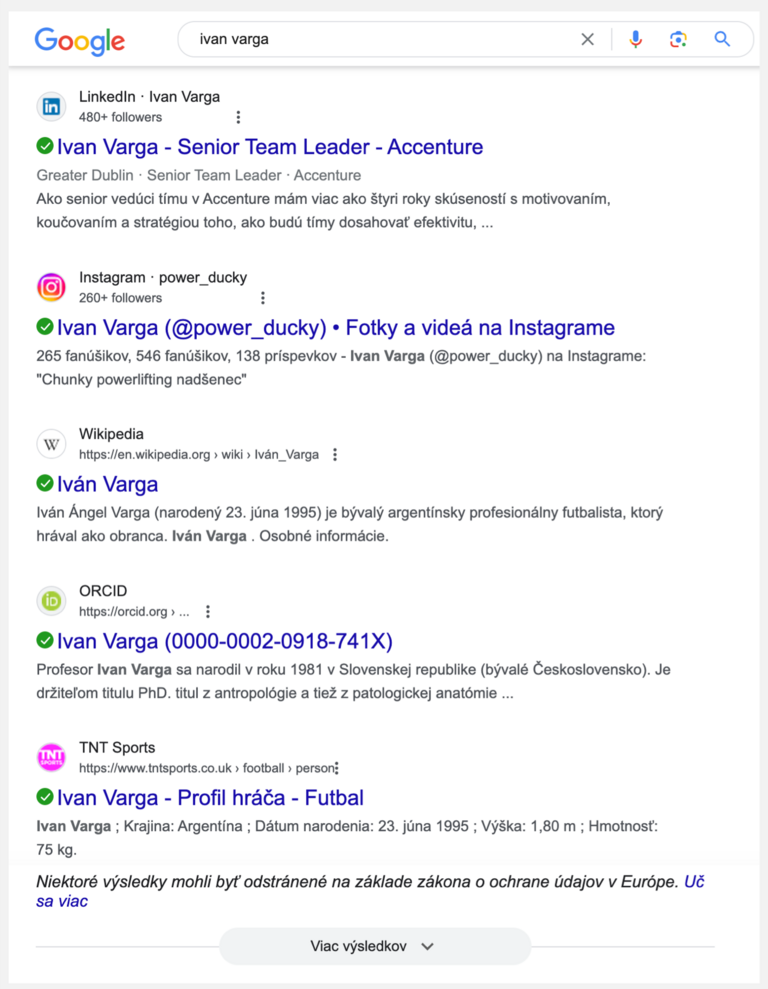 Google
ivan varga
LinkedIn · Ivan Varga
480+ followers
Ivan Varga - Senior Team Leader - Accenture
Greater Dublin · Senior Team Leader · Accenture
Ako senior vedúci tímu v Accenture mám viac ako štyri roky skúseností s motivovaním,
koučovaním a stratégiou toho, ako budú tímy dosahovať efektivitu, ...
Instagram · power_ducky
260+ followers
Ivan Varga (@power_ducky) • Fotky a videá na Instagrame
265 fanúšikov, 546 fanúšikov, 138 príspevkov - Ivan Varga (@power_ducky) na Instagrame:
"Chunky powerlifting nadšenec"
W
Wikipedia
https://en.wikipedia.org › wiki › Iván_Varga
Iván Varga
Iván Ángel Varga (narodený 23. júna 1995) je bývalý argentínsky profesionálny futbalista, ktorý
hrával ako obranca. Iván Varga . Osobné informácie.
iD
ORCID
https://orcid.org › ...
Ivan Varga (0000-0002-0918-741X)
Profesor Ivan Varga sa narodil v roku 1981 v Slovenskej republike (bývalé Československo). Je
držiteľom titulu PhD. titul z antropológie a tiež z patologickej anatómie ...
TNT SPORTS
TNT Sports
https://www.tntsports.co.uk › football › person
Ivan Varga - Profil hráča - Futbal
Ivan Varga ; Krajina: Argentína ; Dátum narodenia: 23. júna 1995 ; Výška: 1,80 m ; Hmotnosť:
75 kg.
Niektoré výsledky mohli byť odstránené na základe zákona o ochrane údajov v Európe. Uč
sa viac
Viac výsledkov